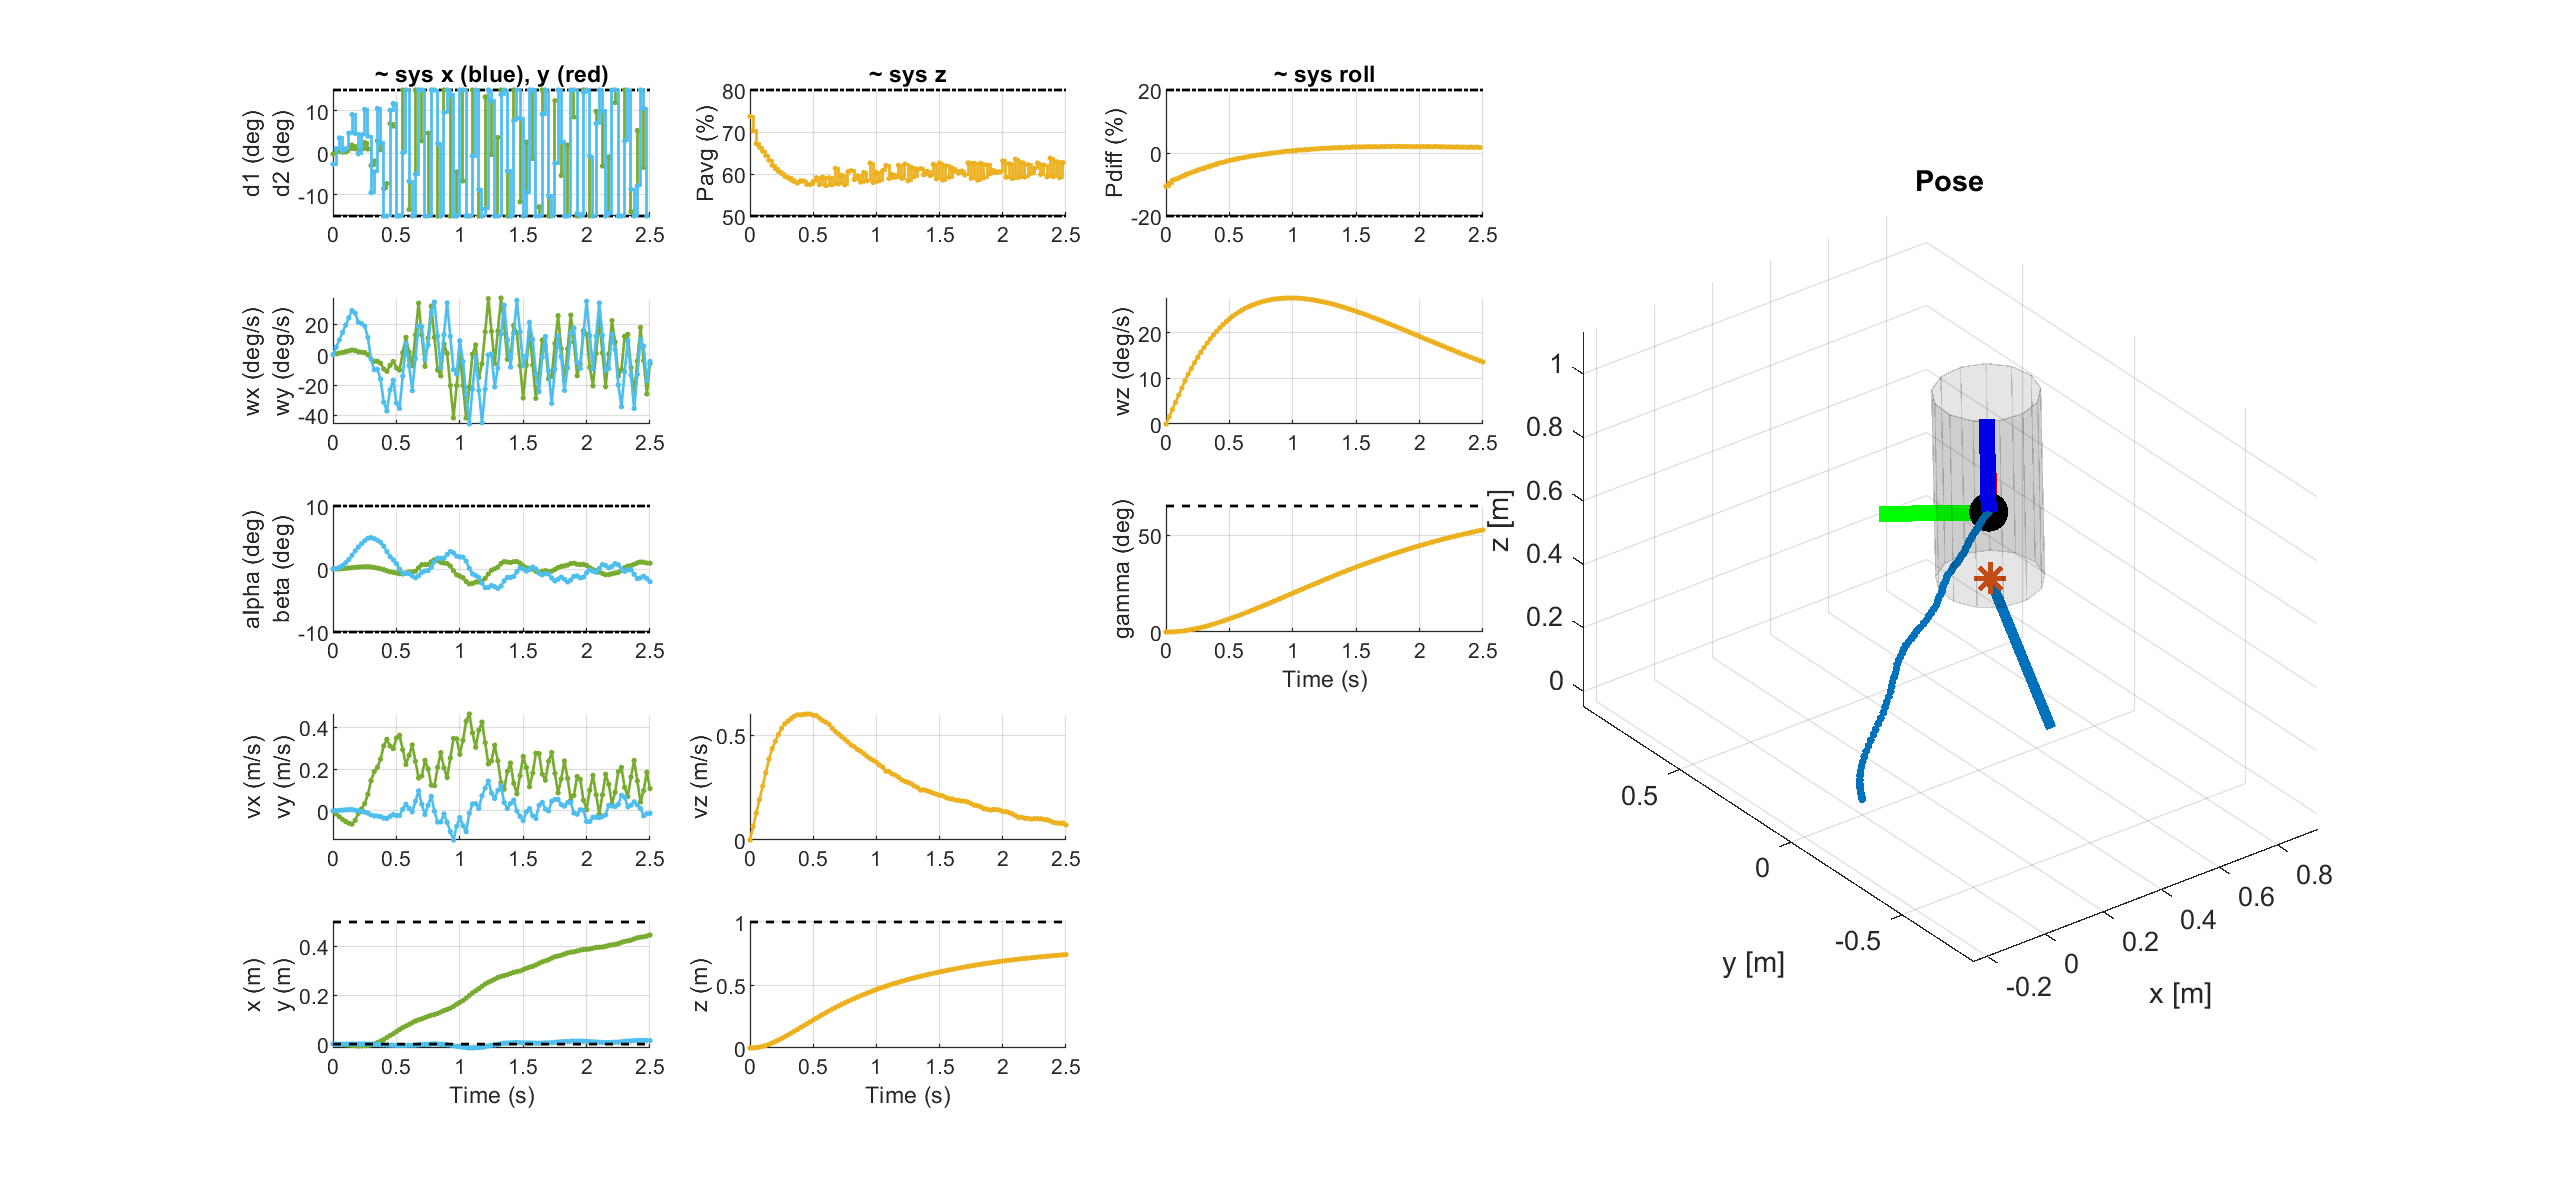 ~ sys x (blue), y (red)
d1 (deg)
d2 (deg)
10
0
-10
0 0.5 1 1.5 2 2.5
~ sys z
Pavg (%)
80
70
60
50
0 0.5 1 1.5 2 2.5
~ sys roll
Pdiff (%)
20
0
-20
0 0.5 1 1.5 2 2.5
wx (deg/s)
wy (deg/s)
20
0
-20
-40
0 0.5 1 1.5 2 2.5
wz (deg/s)
20
10
0
0 0.5 1 1.5 2 2.5
alpha (deg)
beta (deg)
10
0
-10
0 0.5 1 1.5 2 2.5
gamma (deg)
50
0
0 0.5 1 1.5 2 2.5
Time (s)
vx (m/s)
vy (m/s)
0.4
0.2
0
0 0.5 1 1.5 2 2.5
vz (m/s)
0.5
0
0 0.5 1 1.5 2 2.5
x (m)
y (m)
0.4
0.2
0
0 0.5 1 1.5 2 2.5
Time (s)
z (m)
1
0.5
0
0 0.5 1 1.5 2 2.5
Time (s)
Pose
z [m]
1
0.8
0.6
0.4
0.2
0
0.5
0
-0.5
y [m]
-0.2
0
0.2
0.4
0.6
0.8
x [m]